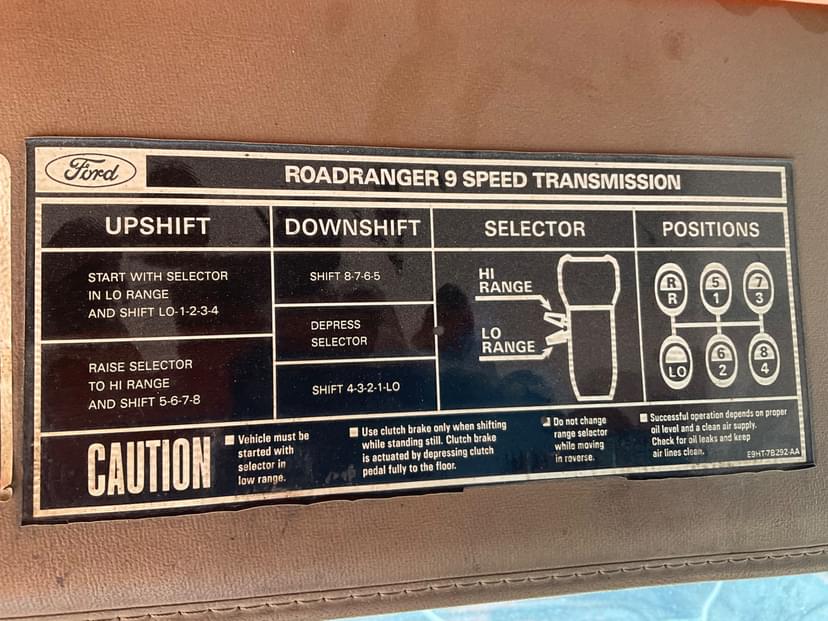 Ford
ROADRANGER 9 SPEED TRANSMISSION
UPSHIFT
START WITH SELECTOR
IN LO RANGE
AND SHIFT LO-1-2-3-4
RAISE SELECTOR
TO HI RANGE
AND SHIFT 5-6-7-8
DOWNSHIFT
SHIFT 8-7-6-5
DEPRESS
SELECTOR
SHIFT 4-3-2-1-LO
SELECTOR
HI
RANGE
LO
RANGE
POSITIONS
R 5 7
R 1 3
6 8
LO 2 4
CAUTION
Vehicle must be
started with
selector in
low range.
Use clutch brake only when shifting
while standing still. Clutch brake
is actuated by depressing clutch
pedal fully to the floor.
Do not change
range selector
while moving
in reverse.
Successful operation depends on proper
oil level and a clean air supply.
Check for oil leaks and keep
air lines clean.
E9HT-7B292-AA